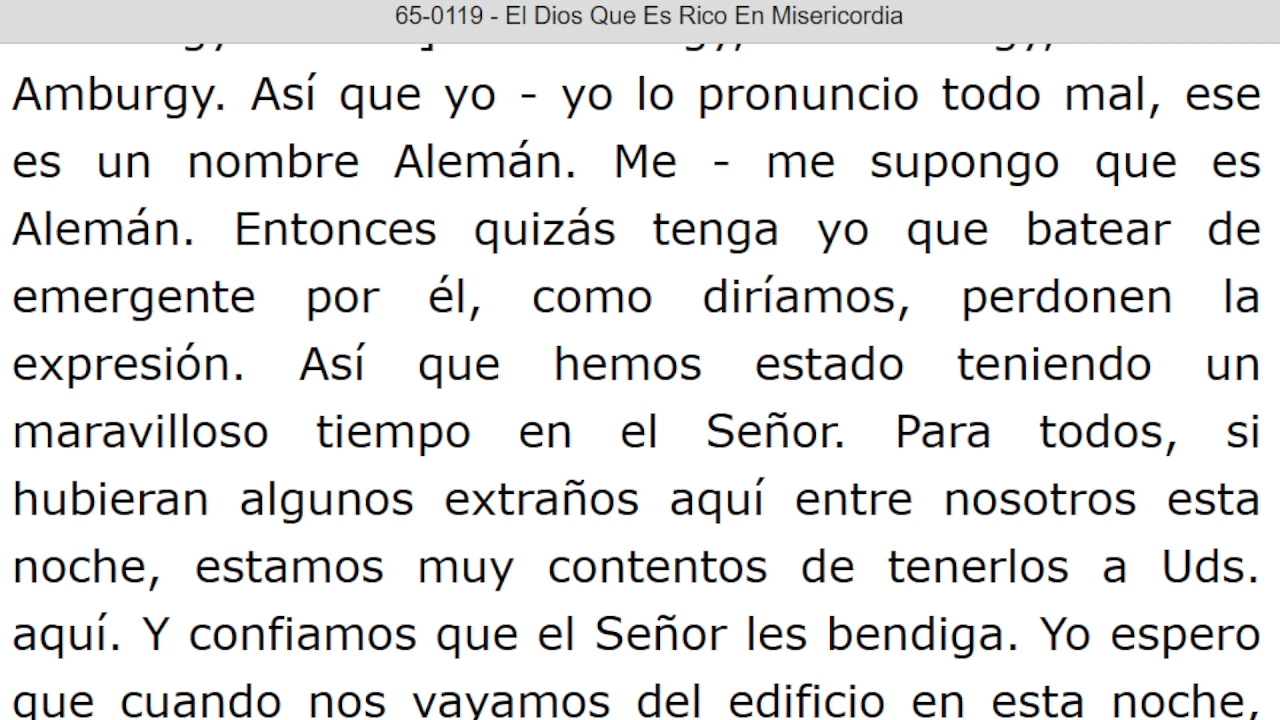 65-0119 - El Dios Que Es Rico En Misericordia
Amburgy. Así que yo - yo lo pronuncio todo mal, ese
es un nombre Alemán. Me - me supongo que es
Alemán. Entonces quizás tenga yo que batear de
emergente por él, como diríamos, perdonen la
expresión. Así que hemos estado teniendo un
maravilloso tiempo en el Señor. Para todos, si
hubieran algunos extraños aquí entre nosotros esta
noche, estamos muy contentos de tenerlos a Uds.
aquí. Y confiamos que el Señor les bendiga. Yo espero
que cuando nos vayamos del edificio en esta noche,